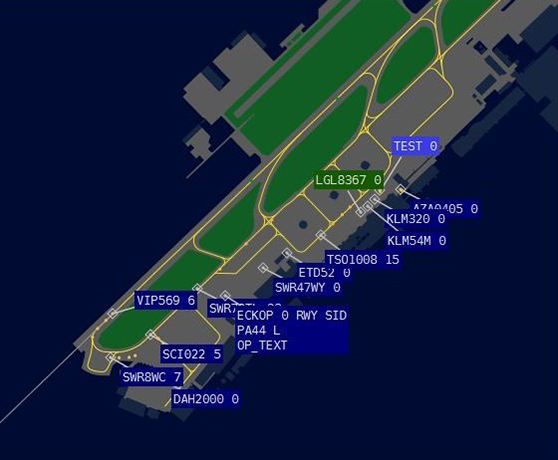 TEST 0
LGL8367 0
AZA0405 0
KLM320 0
KLM54M 0
TSO1008 15
ETD52 0
SWR47WY 0
VIP569 6
ECKOP 0 RWY SID
PA44 L
OP_TEXT
SCI022 5
SWR8WC 7
DAH2000 0